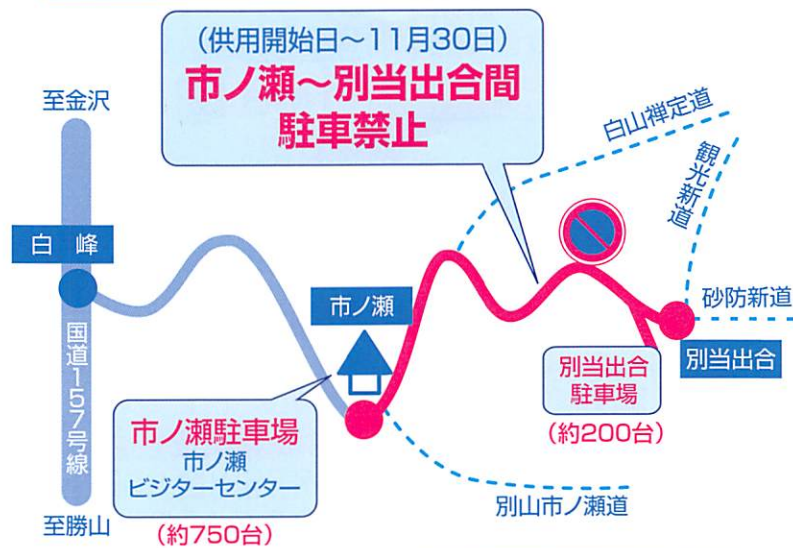 (供用開始日～11月30日)
市ノ瀬～別当出合間
駐車禁止
至金沢
白山禅定道
観光新道
白峰
市ノ瀬
砂防新道
別当出合
国道157号線
別当出合
駐車場
(約200台)
市ノ瀬駐車場
市ノ瀬
ビジターセンター
(約750台)
別山市ノ瀬道
至勝山